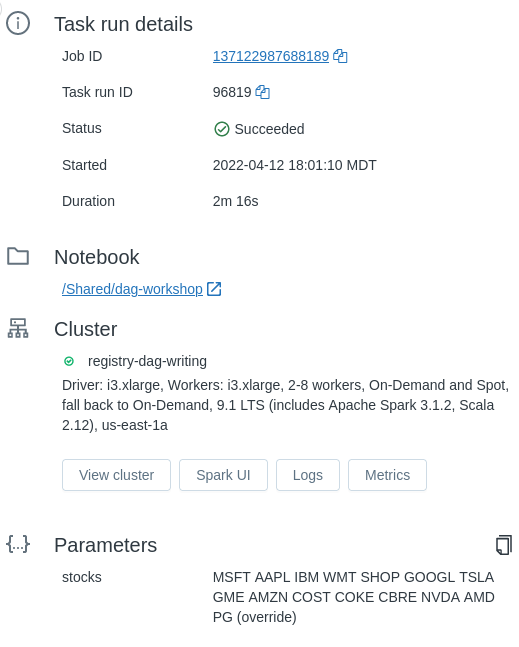 Task run details
Job ID 137122987688189
Task run ID 96819
Status Succeeded
Started 2022-04-12 18:01:10 MDT
Duration 2m 16s
Notebook
/Shared/dag-workshop
Cluster
registry-dag-writing
Driver: i3.xlarge, Workers: i3.xlarge, 2-8 workers, On-Demand and Spot,
fall back to On-Demand, 9.1 LTS (includes Apache Spark 3.1.2, Scala
2.12), us-east-1a
View cluster Spark UI Logs Metrics
Parameters
stocks MSFT AAPL IBM WMT SHOP GOOGL TSLA
GME AMZN COST COKE CBRE NVDA AMD
PG (override)